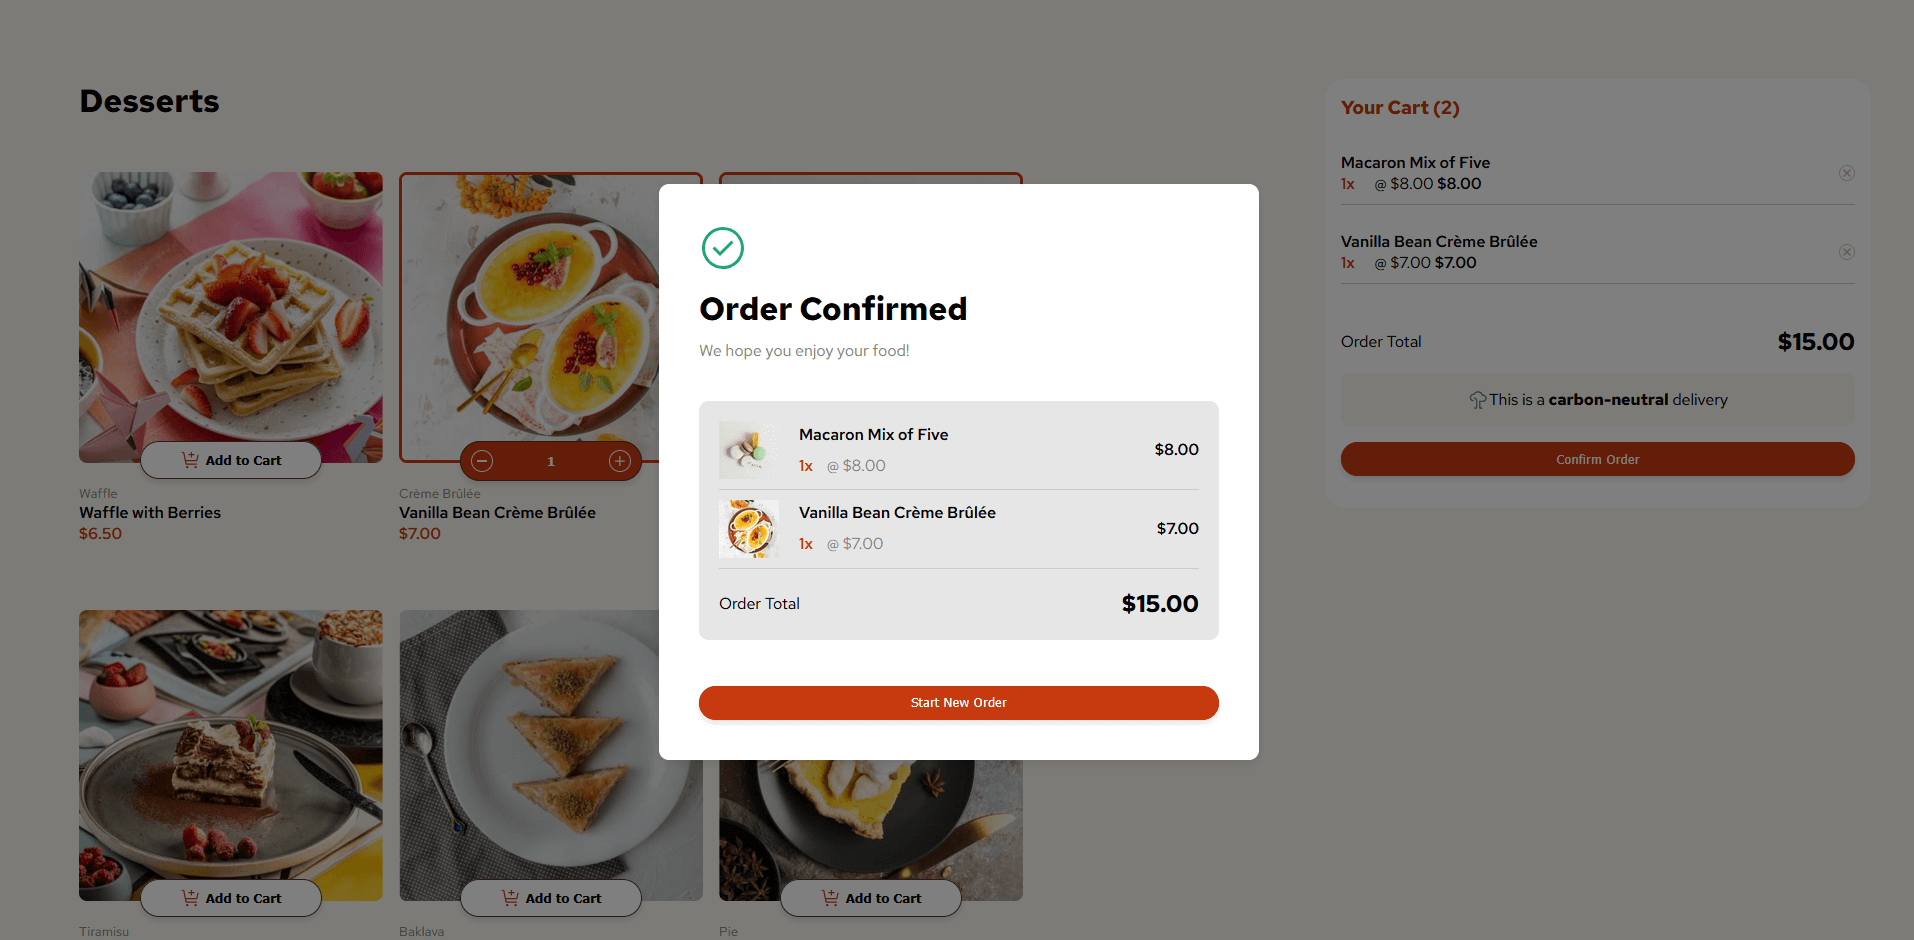 Desserts
Add to Cart
Waffle
Waffle with Berries
$6.50
1
Crème Brûlée
Vanilla Bean Crème Brûlée
$7.00
Add to Cart
Tiramisu
Add to Cart
Baklava
Add to Cart
Pie
Order Confirmed
We hope you enjoy your food!
Macaron Mix of Five
1x @ $8.00
$8.00
Vanilla Bean Crème Brûlée
1x @ $7.00
$7.00
Order Total $15.00
Start New Order
Your Cart (2)
Macaron Mix of Five
1x @ $8.00 $8.00
Vanilla Bean Crème Brûlée
1x @ $7.00 $7.00
Order Total $15.00
This is a carbon-neutral delivery
Confirm Order